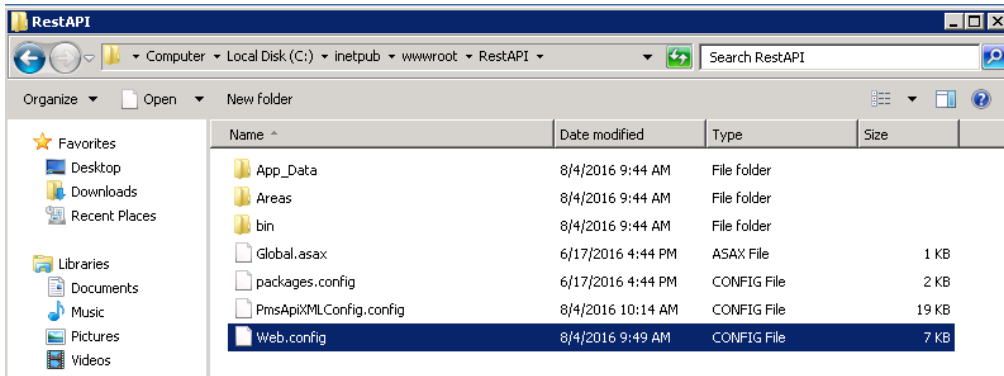 RestAPI
Computer Local Disk (C:) inetpub wwwroot RestAPI Search RestAPI
Organize Open New folder
Name Date modified Type Size
Favorites
Desktop
Downloads
Recent Places
Libraries
Documents
Music
Pictures
Videos
App_Data 8/4/2016 9:44 AM File folder
Areas 8/4/2016 9:44 AM File folder
bin 8/4/2016 9:44 AM File folder
Global.asax 6/17/2016 4:44 PM ASAX File 1 KB
packages.config 6/17/2016 4:44 PM CONFIG File 2 KB
PmsApiXMLConfig.config 8/4/2016 10:14 AM CONFIG File 19 KB
Web.config 8/4/2016 9:49 AM CONFIG File 7 KB